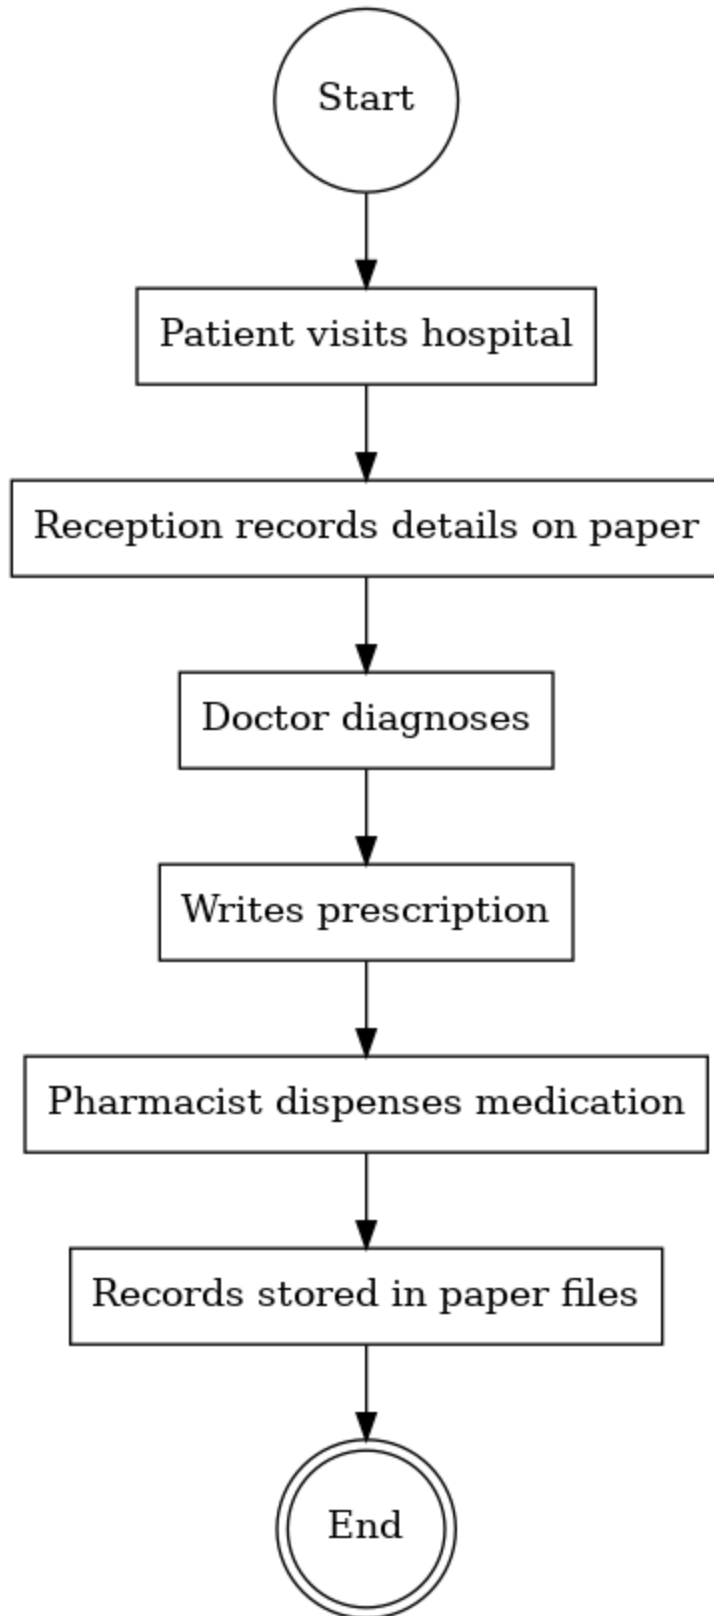 Start
Patient visits hospital
Reception records details on paper
Doctor diagnoses
Writes prescription
Pharmacist dispenses medication
Records stored in paper files
End